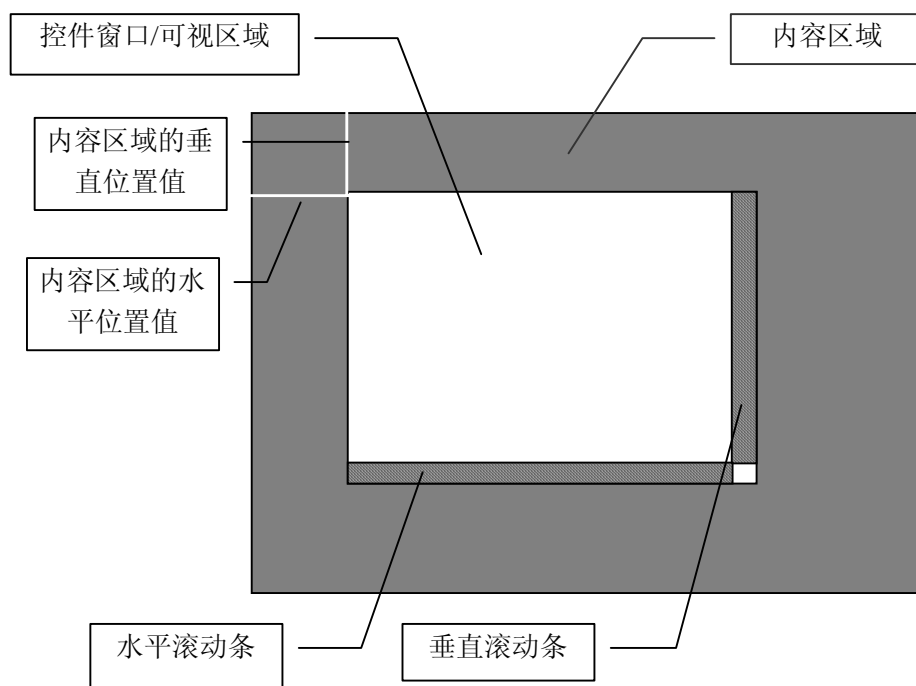 控件窗口/可视区域
内容区域
内容区域的垂
直位置值
内容区域的水
平位置值
水平滚动条
垂直滚动条